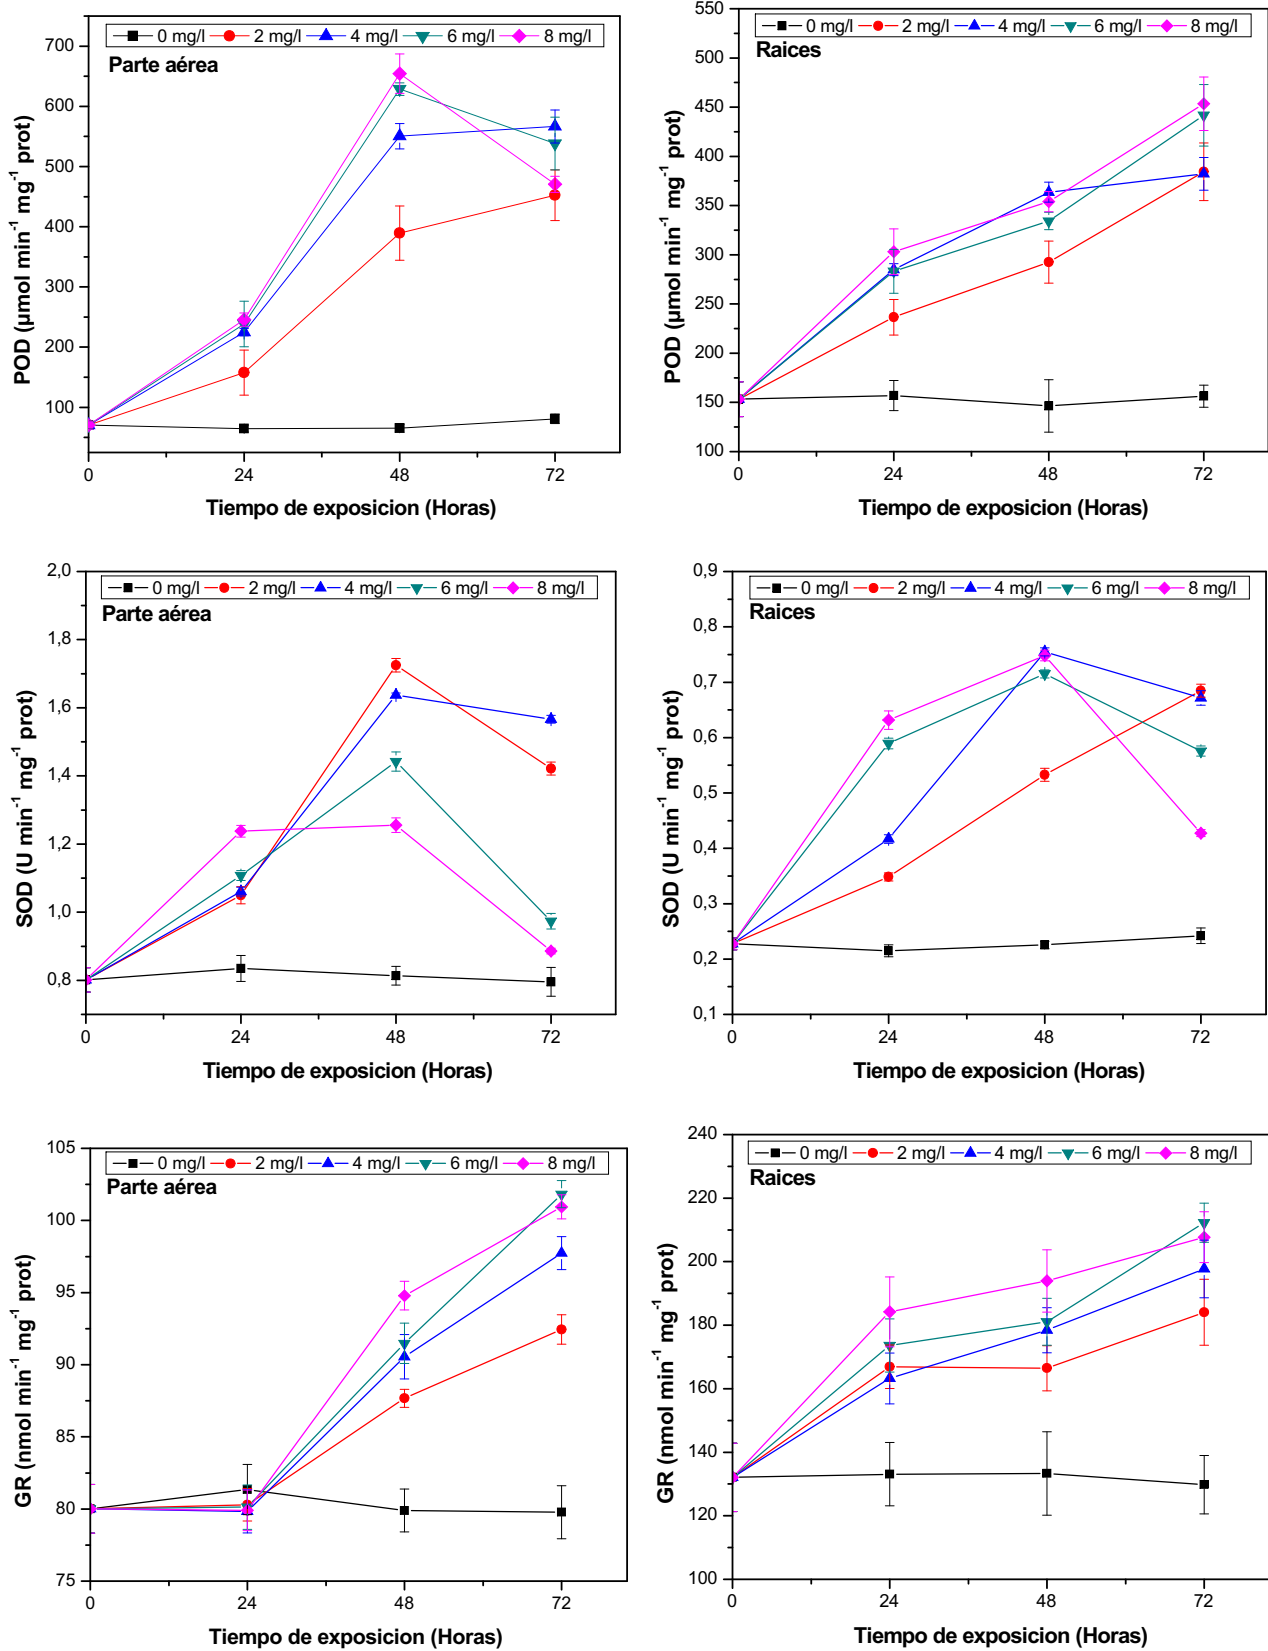 0 mg/l 2 mg/l 4 mg/l 6 mg/l 8 mg/l
Parte aérea
700
600
500
400
300
200
100
POD (µmol min-1 mg-1 prot)
0 24 48 72
Tiempo de exposicion (Horas)
0 mg/l 2 mg/l 4 mg/l 6 mg/l 8 mg/l
Raices
550
500
450
400
350
300
250
200
150
100
POD (µmol min-1 mg-1 prot)
0 24 48 72
Tiempo de exposicion (Horas)
0 mg/l 2 mg/l 4 mg/l 6 mg/l 8 mg/l
Parte aérea
2,0
1,8
1,6
1,4
1,2
1,0
0,8
SOD (U min-1 mg-1 prot)
0 24 48 72
Tiempo de exposicion (Horas)
0 mg/l 2 mg/l 4 mg/l 6 mg/l 8 mg/l
Raices
0,9
0,8
0,7
0,6
0,5
0,4
0,3
0,2
0,1
SOD (U min-1 mg-1 prot)
0 24 48 72
Tiempo de exposicion (Horas)
0 mg/l 2 mg/l 4 mg/l 6 mg/l 8 mg/l
Parte aérea
105
100
95
90
85
80
75
GR (nmol min-1 mg-1 prot)
0 24 48 72
Tiempo de exposicion (Horas)
0 mg/l 2 mg/l 4 mg/l 6 mg/l 8 mg/l
Raices
240
220
200
180
160
130
130
100
GR (nmol min-1 mg-1 prot)
0 24 48 72
Tiempo de exposicion (Horas)